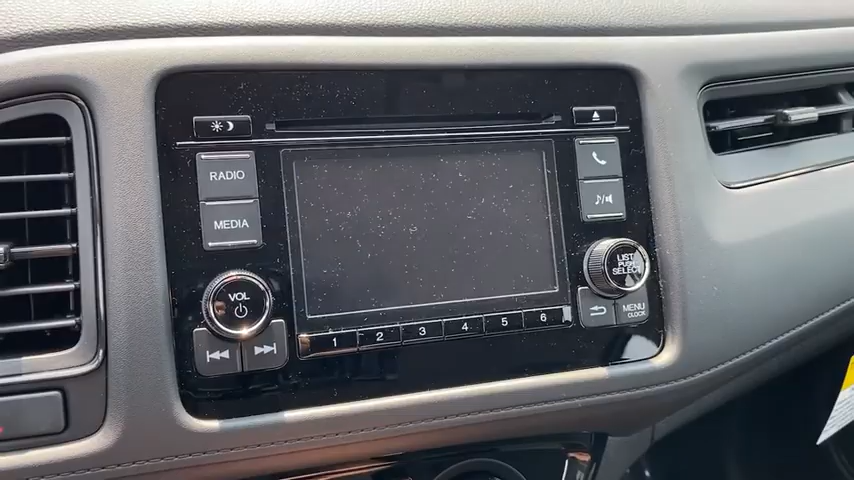 RADIO
MEDIA
VOL
1 2 3 4 5 6
LIST
PUSH
SELECT
MENU
CLOCK